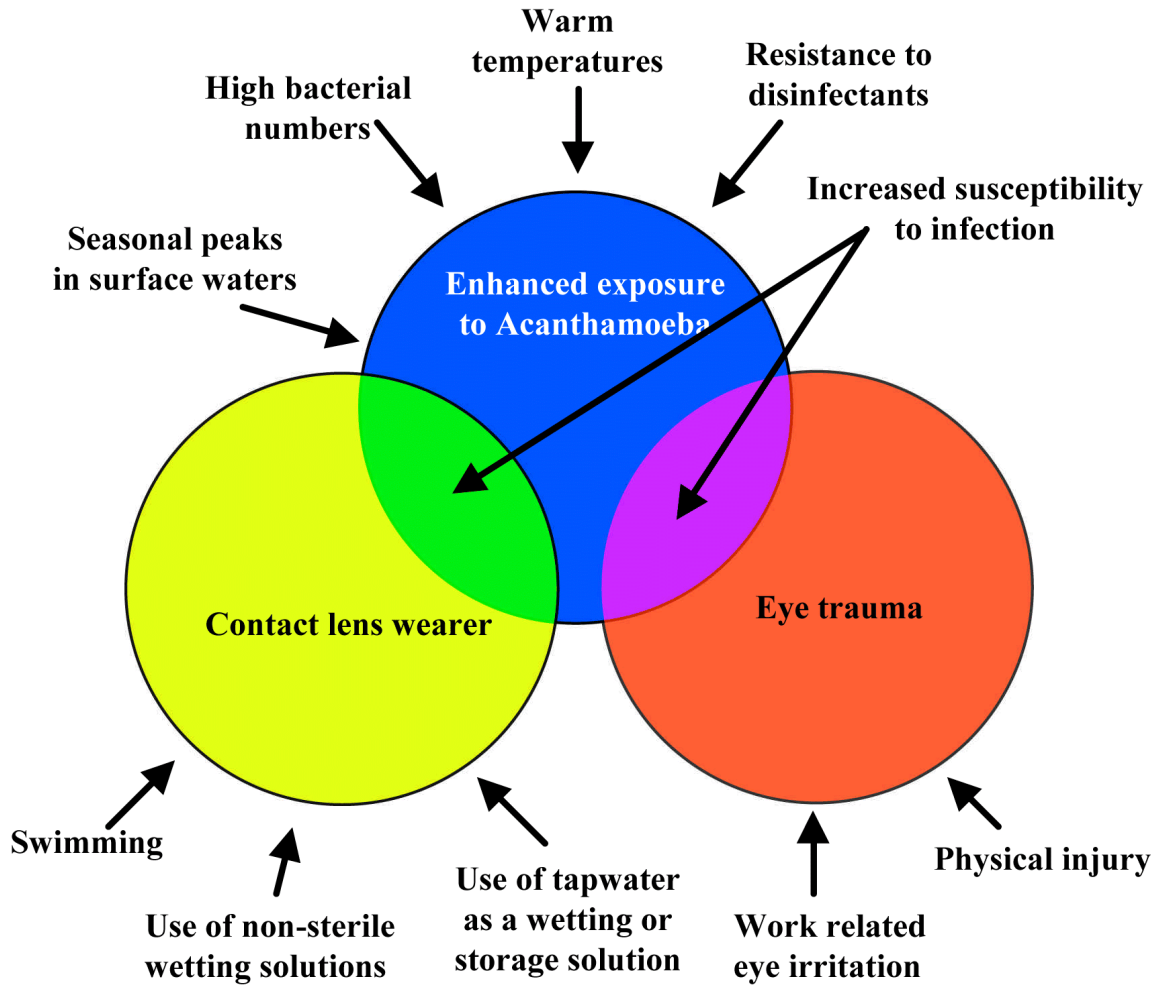 Warm
temperatures
Resistance to
disinfectants
High bacterial
numbers
Increased susceptibility
to infection
Seasonal peaks
in surface waters
Enhanced exposure
to Acanthamoeba
Contact lens wearer
Eye trauma
Swimming
Use of non-sterile
wetting solutions
Use of tapwater
as a wetting or
storage solution
Work related
eye irritation
Physical injury